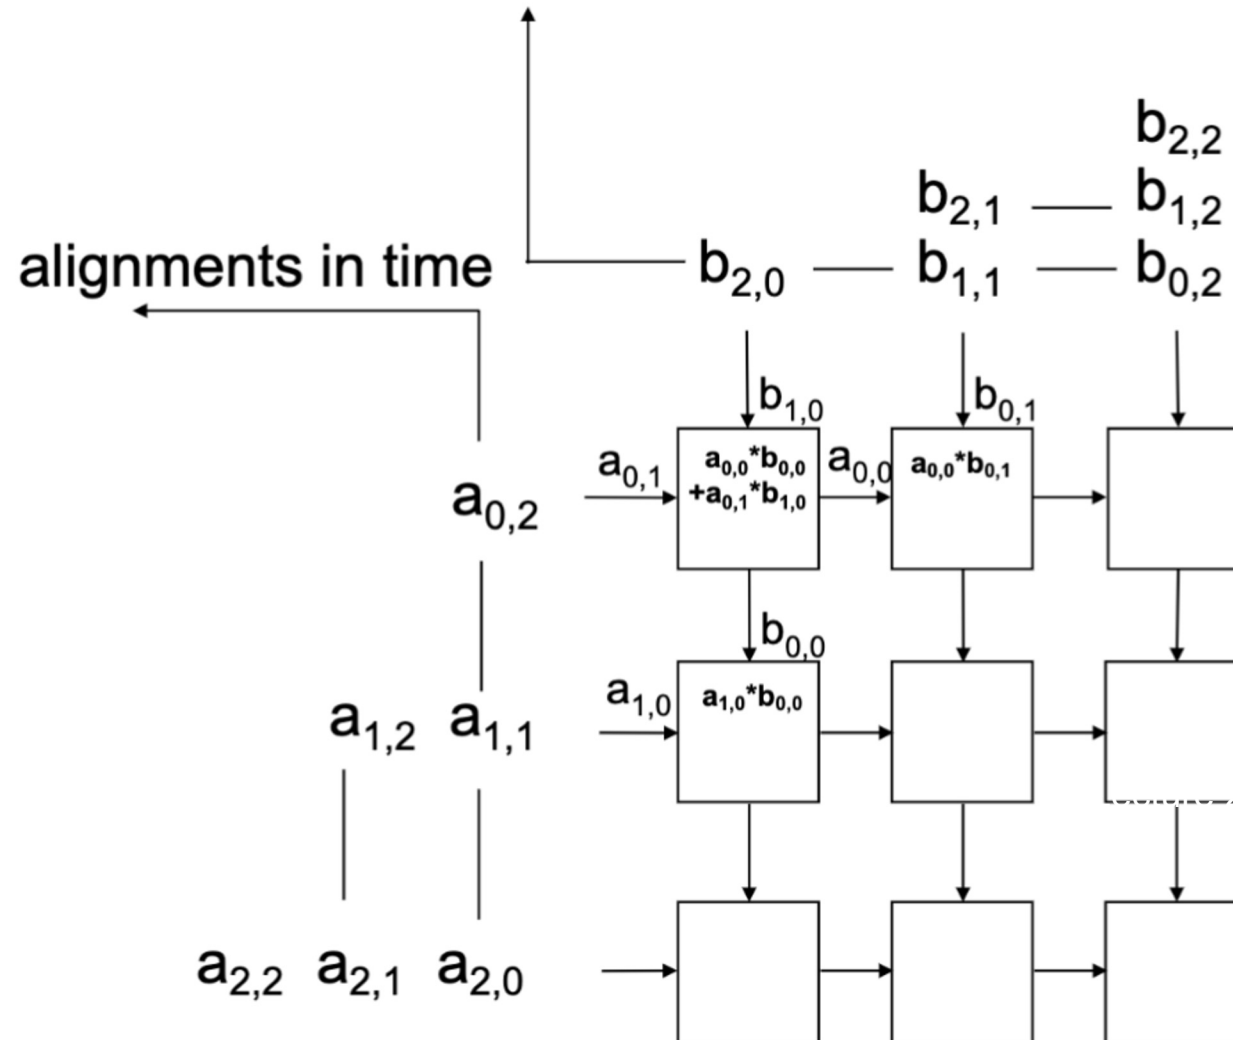 b2,2
b2,1 b1,2
alignments in time
b2,0 b1,1 b0,2
b1,0 b0,1
a0,1 a0,0*b0,0 a0,0 a0,0*b0,1
a0,2 +a0,1*b1,0
b0,0
a1,0 a1,0*b0,0
a1,2 a1,1
a2,2 a2,1 a2,0